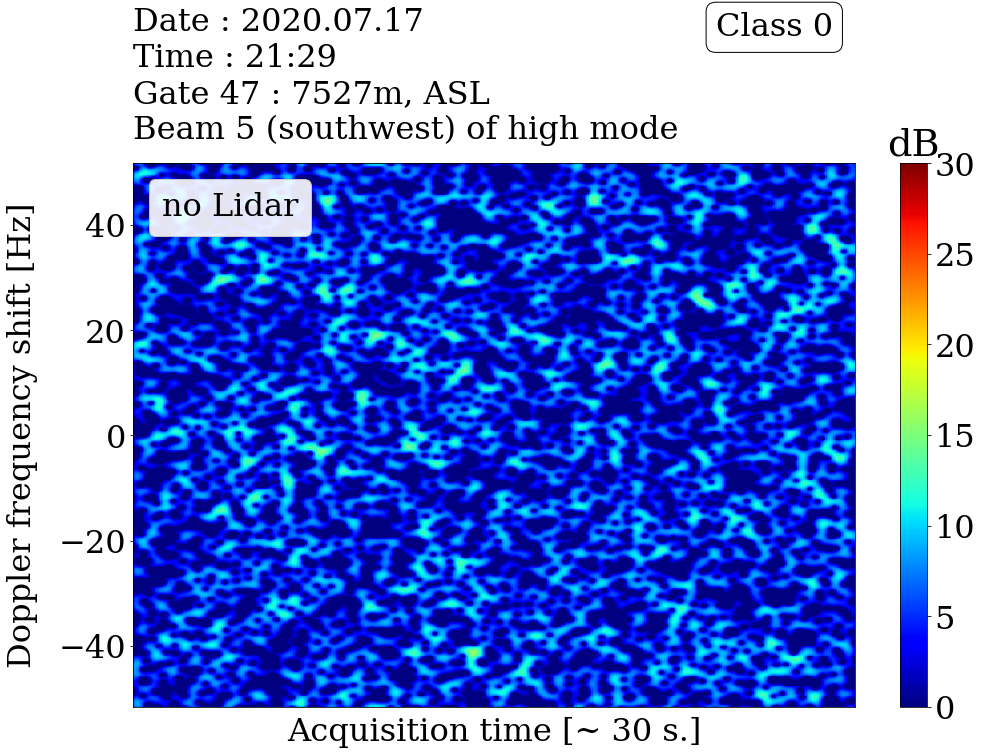 Date : 2020.07.17
Time : 21:29
Gate 47 : 7527m, ASL
Beam 5 (southwest) of high mode
Class 0
dB
no Lidar
Doppler frequency shift [Hz]
40
20
0
−20
−40
Acquisition time [~ 30 s.]
30
25
20
15
10
5
0